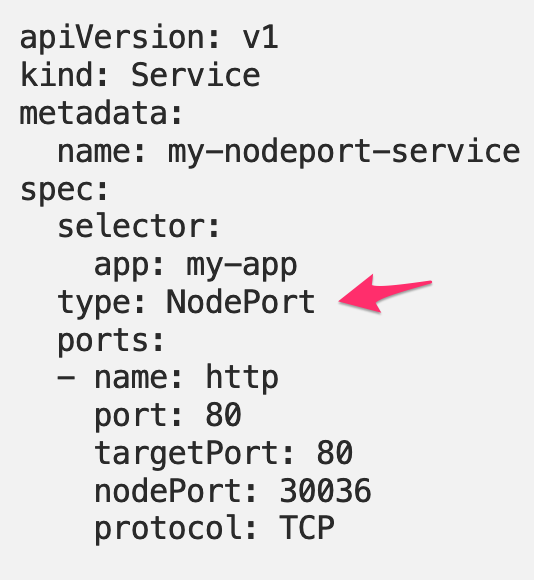 apiVersion: v1
kind: Service
metadata:
  name: my-nodeport-service
spec:
  selector:
    app: my-app
  type: NodePort
  ports:
  - name: http
    port: 80
    targetPort: 80
    nodePort: 30036
    protocol: TCP